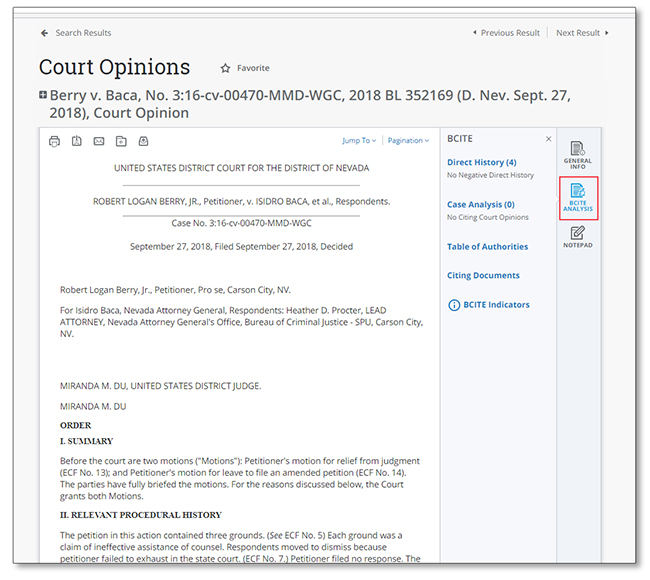 Search Results
Previous Result
Next Result
Court Opinions
Favorite
Berry v. Baca, No. 3:16-cv-00470-MMD-WGC, 2018 BL 352169 (D. Nev. Sept. 27,
2018), Court Opinion
Jump To
Pagination
UNITED STATES DISTRICT COURT FOR THE DISTRICT OF NEVADA
ROBERT LOGAN BERRY, JR., Petitioner, v. ISIDRO BACA, et al., Respondents.
Case No. 3:16-cv-00470-MMD-WGC
September 27, 2018, Filed September 27, 2018, Decided
Robert Logan Berry, Jr., Petitioner, Pro se, Carson City, NV.
For Isidro Baca, Nevada Attorney General, Respondents: Heather D. Procter, LEAD
ATTORNEY, Nevada Attorney General's Office, Bureau of Criminal Justice - SPU, Carson City,
NV.
MIRANDA M. DU, UNITED STATES DISTRICT JUDGE.
MIRANDA M. DU
ORDER
I. SUMMARY
Before the court are two motions ("Motions"): Petitioner's motion for relief from judgment
(ECF No. 13); and Petitioner's motion for leave to file an amended petition (ECF No. 14).
The parties have fully briefed the motions. For the reasons discussed below, the Court
grants both Motions.
II. RELEVANT PROCEDURAL HISTORY
The petition in this action contained three grounds. (See ECF No. 5) Each ground was a
claim of ineffective assistance of counsel. Respondents moved to dismiss because
petitioner failed to exhaust in the state court. (ECF No. 7.) Petitioner filed no response. The
BCITE
Direct History (4)
No Negative Direct History
Case Analysis (0)
No Citing Court Opinions
Table of Authorities
Citing Documents
BCITE Indicators
GENERAL
INFO
BCITE
ANALYSIS
NOTEPAD